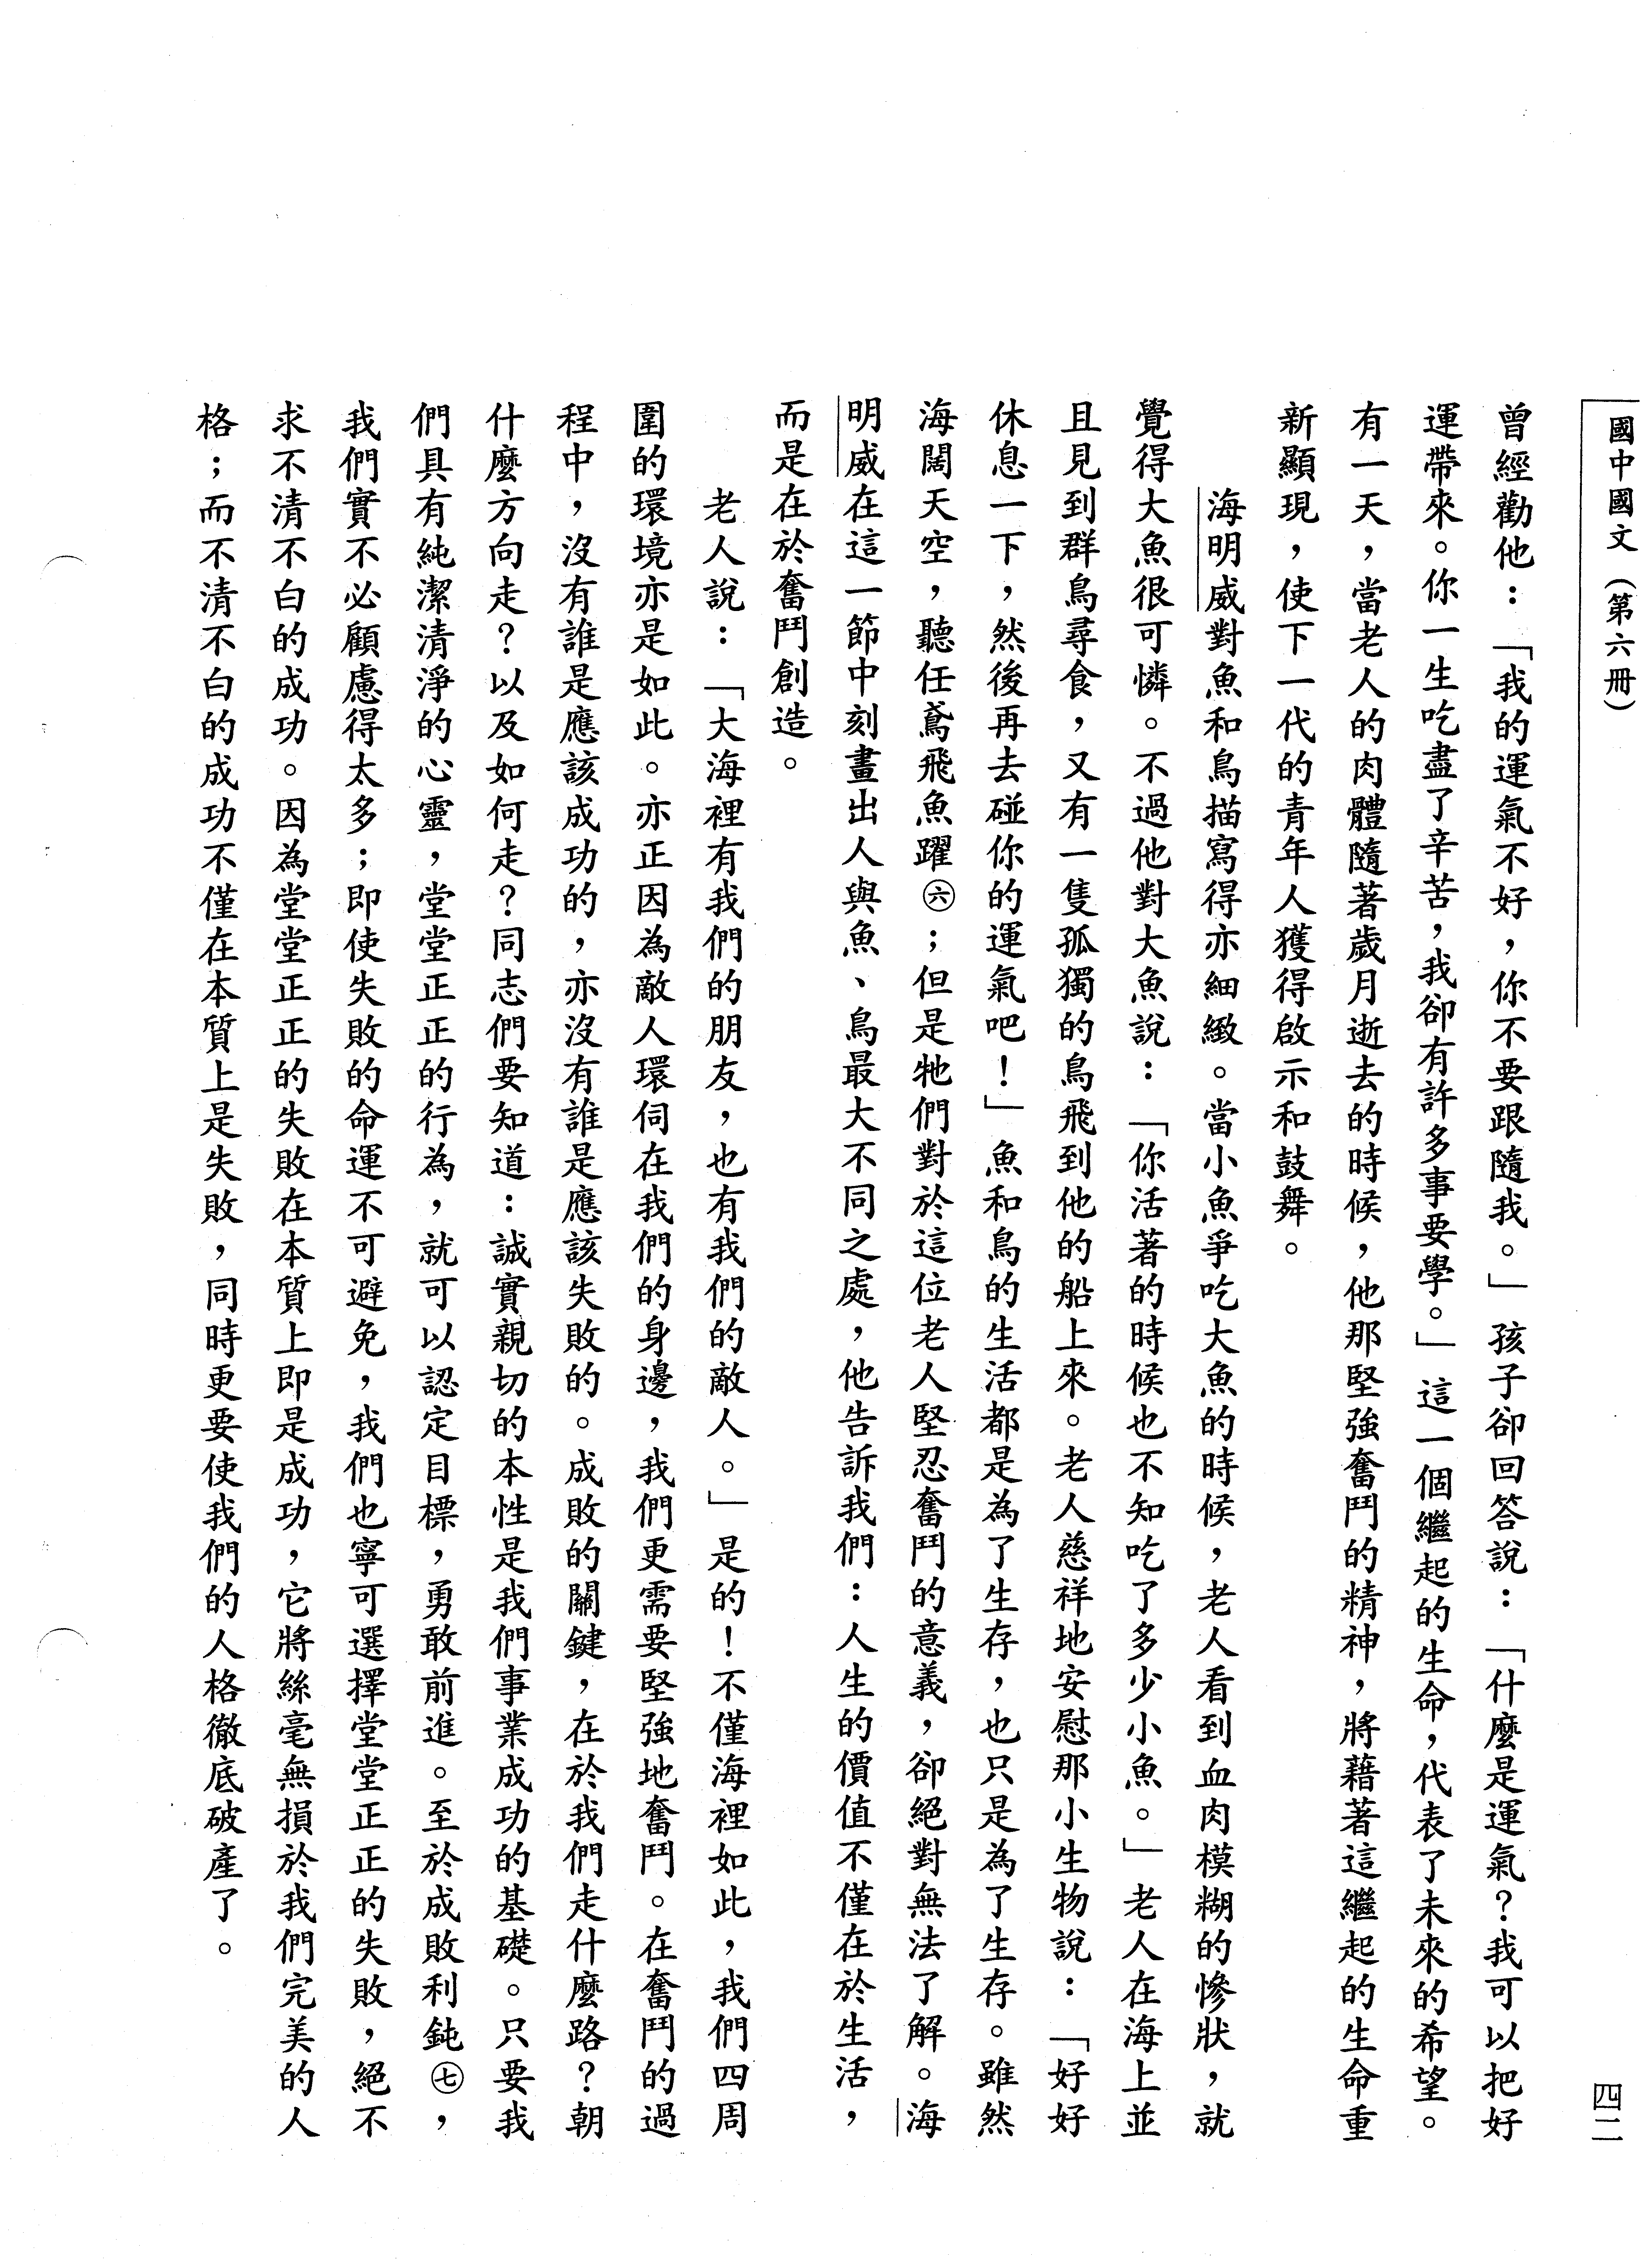 國中國文（第六冊）
四二
曾經勸他：「我的運氣不好，你不要跟隨我。」孩子卻回答說：「什麼是運氣？我可以把好
運帶來。你一生吃盡了辛苦，我卻有許多事要學。」這一個繼起的生命，代表了未來的希望。
有一天，當老人的肉體隨著歲月逝去的時候，他那堅強奮鬥的精神，將藉著這繼起的生命重
新顯現，使下一代的青年人獲得啟示和鼓舞。
海明威對魚和鳥描寫得亦細緻。當小魚爭吃大魚的時候，老人看到血肉模糊的慘狀，就
覺得大魚很可憐。不過他對大魚說：「你活著的時候也不知吃了多少小魚。」老人在海上並
且見到群鳥尋食，又有一隻孤獨的鳥飛到他的船上來。老人慈祥地安慰那小生物說：「好好
休息一下，然後再去碰你的運氣吧！」魚和鳥的生活都是為了生存，也只是為了生存。雖然
海闊天空，聽任鳶飛魚躍㊅；但是牠們對於這位老人堅忍奮鬥的意義，卻絕對無法了解。海
明威在這一節中刻畫出人與魚、鳥最大不同之處，他告訴我們：人生的價值不僅在於生活，
而是在於奮鬥創造。
老人說：「大海裡有我們的朋友，也有我們的敵人。」是的！不僅海裡如此，我們四周
圍的環境亦是如此。亦正因為敵人環伺在我們的身邊，我們更需要堅強地奮鬥。在奮鬥的過
程中，沒有誰是應該成功的，亦沒有誰是應該失敗的。成敗的關鍵，在於我們走什麼路？朝
什麼方向走？以及如何走？同志們要知道：誠實親切的本性是我們事業成功的基礎。只要我
們具有純潔清淨的心靈，堂堂正正的行為，就可以認定目標，勇敢前進。至於成敗利鈍㊆，
我們實不必顧慮得太多；即使失敗的命運不可避免，我們也寧可選擇堂堂正正的失敗，絕不
求不清不白的成功。因為堂堂正正的失敗在本質上即是成功，它將絲毫無損於我們完美的人
格；而不清不白的成功不僅在本質上是失敗，同時更要使我們的人格徹底破產了。